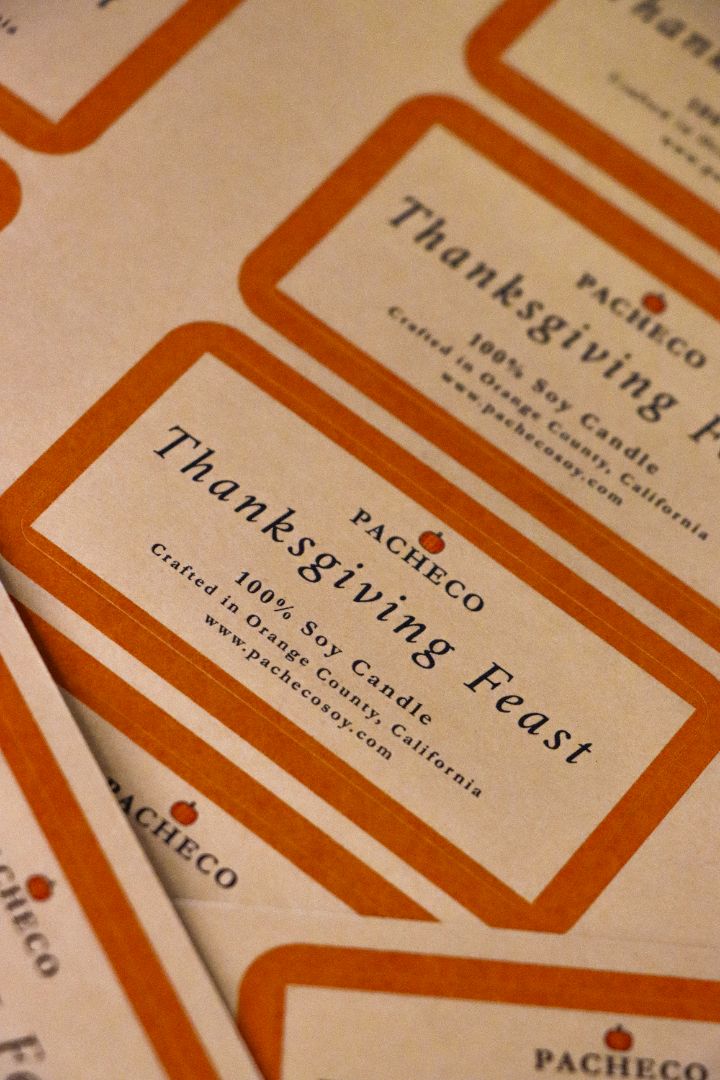 PACHECO
Thanksgiving
100% Soy Candle
Crafted in Orange County, California
www.pachecosoy.com
PACHECO
Thanksgiving Feast
100% Soy Candle
Crafted in Orange County, California
www.pachecosoy.com
PACHECO
PACHECO